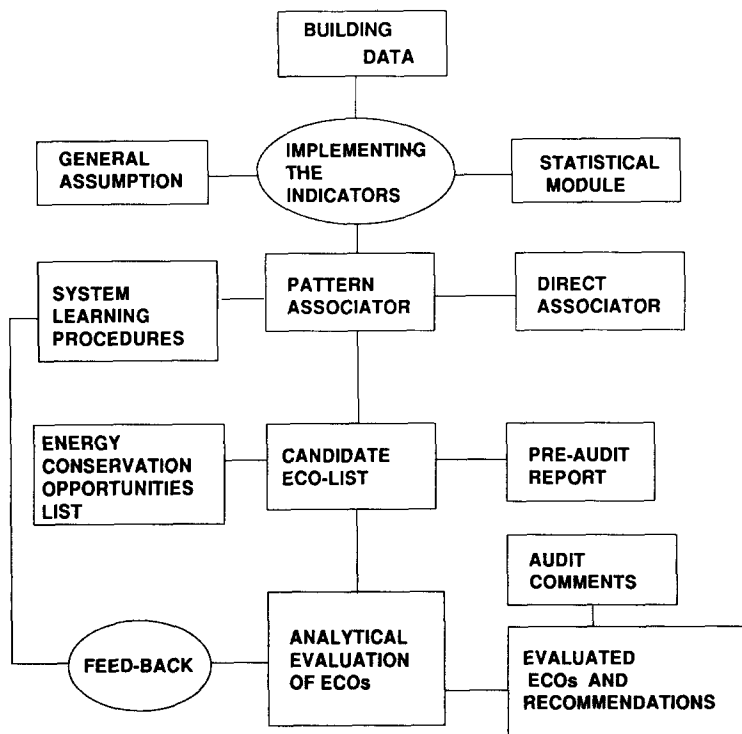 BUILDING
DATA
GENERAL
ASSUMPTION
IMPLEMENTING
THE
INDICATORS
STATISTICAL
MODULE
SYSTEM
LEARNING
PROCEDURES
PATTERN
ASSOCIATOR
DIRECT
ASSOCIATOR
ENERGY
CONSERVATION
OPPORTUNITIES
LIST
CANDIDATE
ECO-LIST
PRE-AUDIT
REPORT
AUDIT
COMMENTS
FEED-BACK
ANALYTICAL
EVALUATION
OF ECOs
EVALUATED
ECOs AND
RECOMMENDATIONS